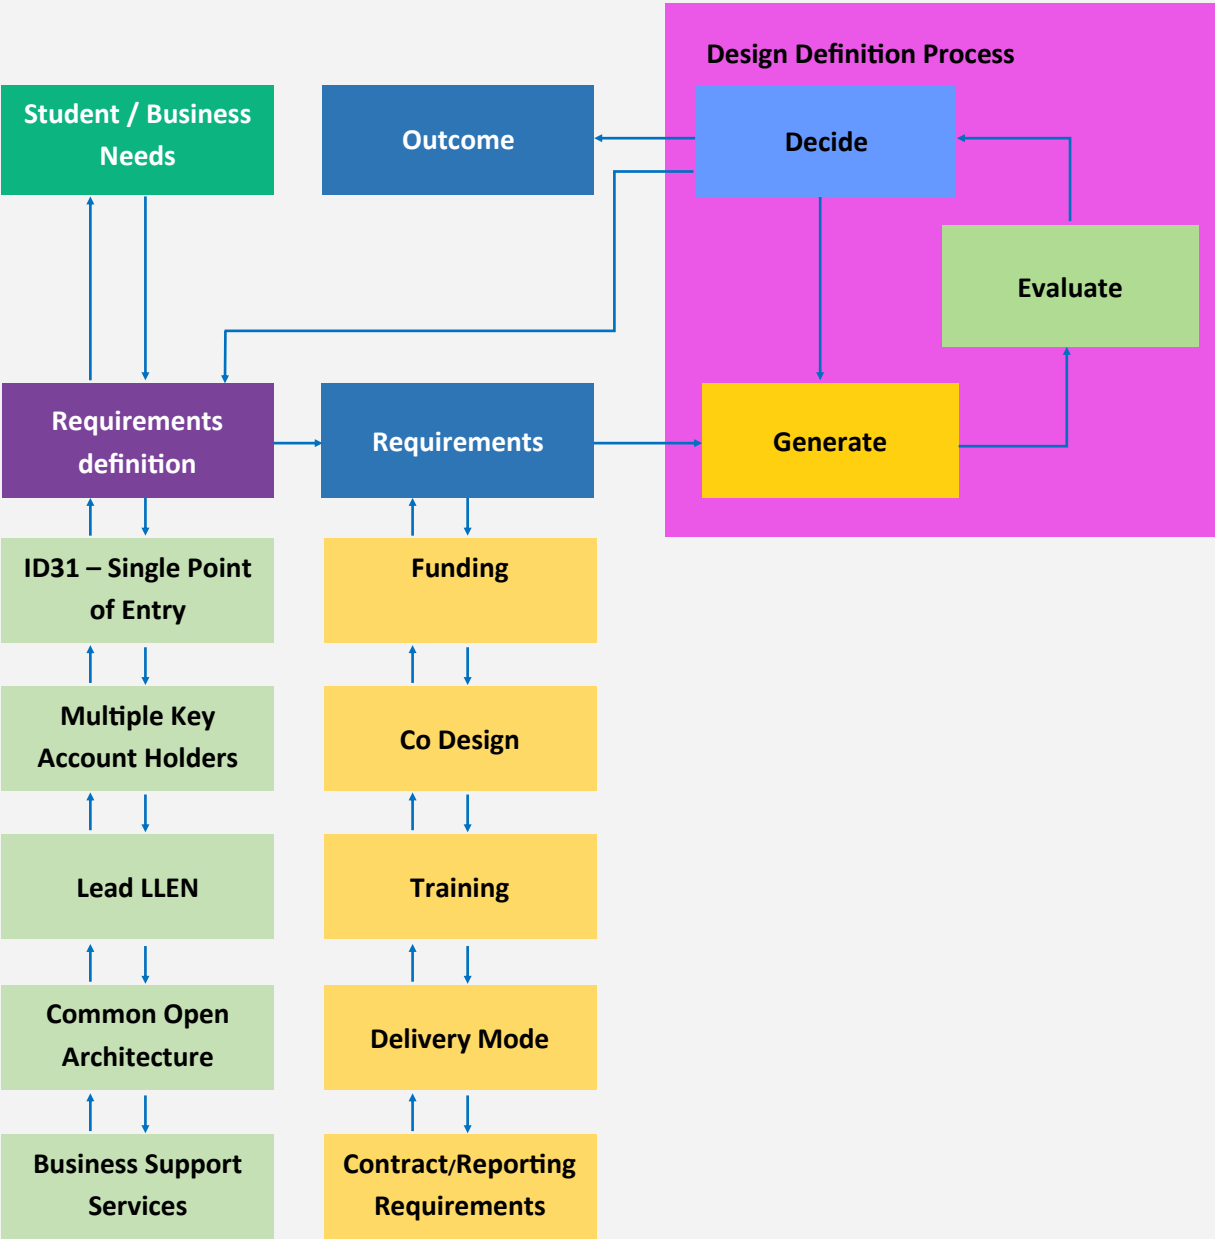 Design Definition Process
Student / Business
Needs
Outcome
Decide
Evaluate
Requirements
definition
Requirements
Generate
ID31 – Single Point
of Entry
Funding
Multiple Key
Account Holders
Co Design
Lead LLEN
Training
Common Open
Architecture
Delivery Mode
Business Support
Services
Contract/Reporting
Requirements